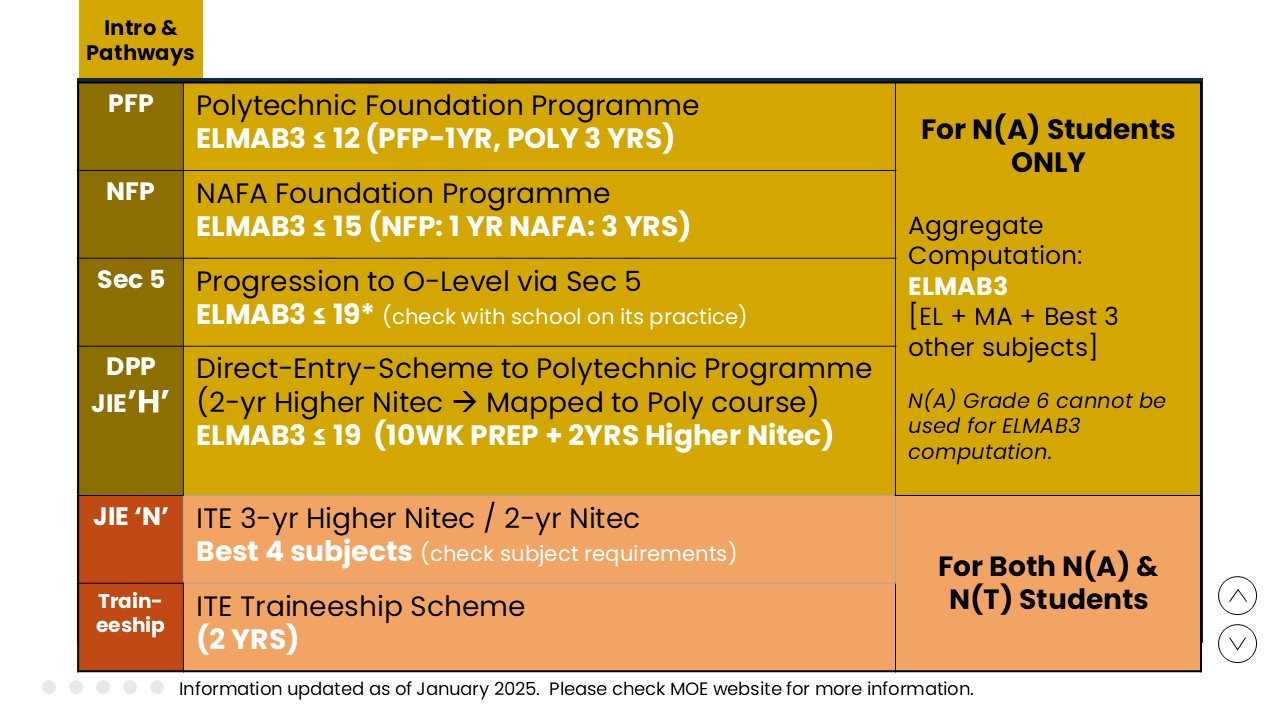 Intro &
Pathways
PFP
Polytechnic Foundation Programme
ELMAB3 ≤ 12 (PFP-1YR, POLY 3 YRS)
NFP
NAFA Foundation Programme
ELMAB3 ≤ 15 (NFP: 1 YR NAFA: 3 YRS)
Sec 5
Progression to O-Level via Sec 5
ELMAB3 ≤ 19* (check with school on its practice)
DPP
JIE’H’
Direct-Entry-Scheme to Polytechnic Programme
(2-yr Higher Nitec → Mapped to Poly course)
ELMAB3 ≤ 19 (10WK PREP + 2YRS Higher Nitec)
For N(A) Students
ONLY
Aggregate
Computation:
ELMAB3
[EL + MA + Best 3
other subjects]
N(A) Grade 6 cannot be
used for ELMAB3
computation.
JIE ‘N’
ITE 3-yr Higher Nitec / 2-yr Nitec
Best 4 subjects (check subject requirements)
Train-
eeship
ITE Traineeship Scheme
(2 YRS)
For Both N(A) &
N(T) Students
Information updated as of January 2025. Please check MOE website for more information.